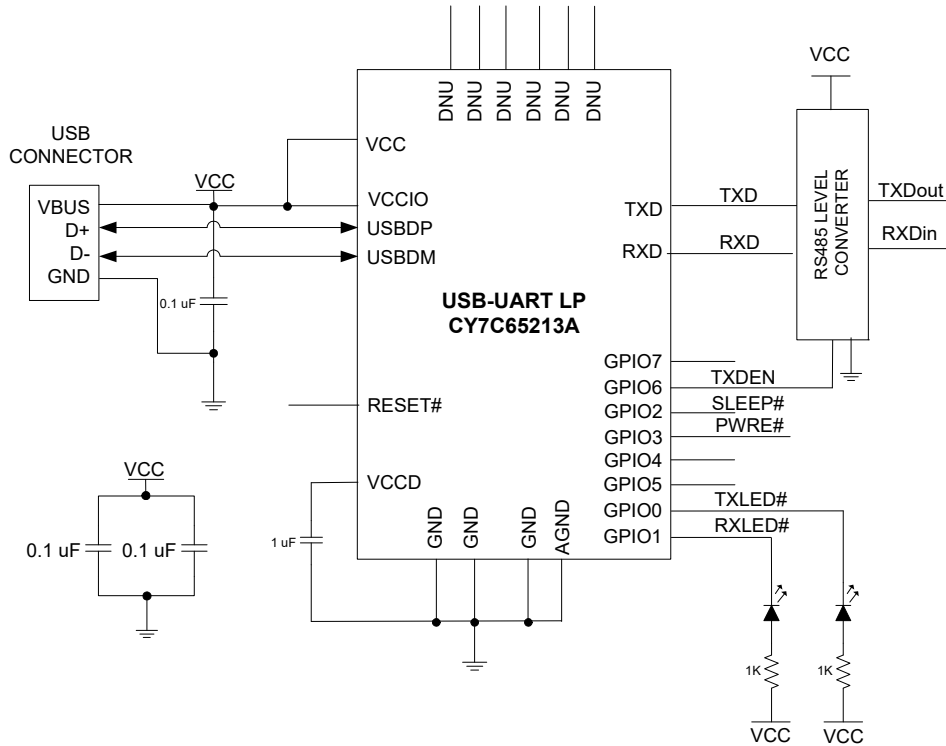 DNU
DNU
DNU
DNU
DNU
DNU
VCC
USB
CONNECTOR
VCC
VCC
VBUS
D+
D-
GND
VCCIO
USBDP
USBDM
0.1 uF
TXD
RXD
TXD
RXD
RS485 LEVEL
CONVERTER
TXDout
RXDin
USB-UART LP
CY7C65213A
RESET#
VCCD
1 uF
GND
GND
GND
AGND
GPIO7
GPIO6
GPIO2
GPIO3
GPIO4
GPIO5
GPIO0
GPIO1
TXDEN
SLEEP#
PWRE#
TXLED#
RXLED#
VCC
0.1 uF
0.1 uF
1K
1K
VCC
VCC